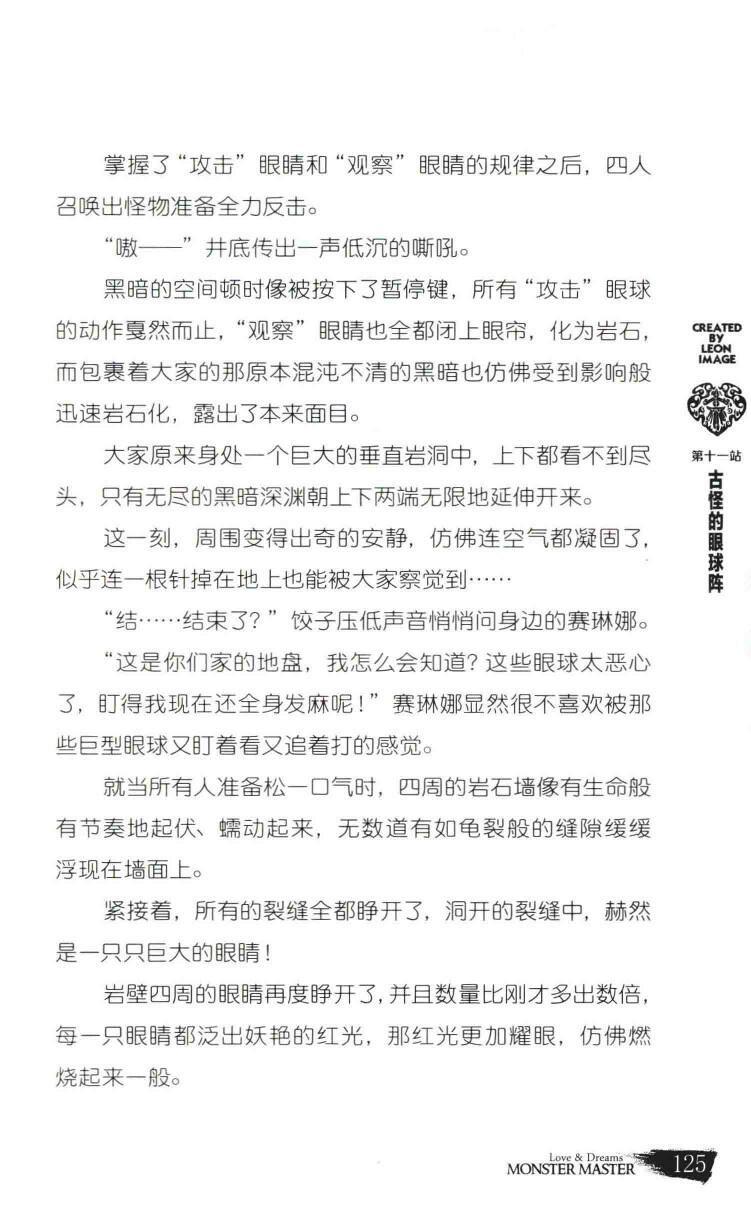 掌握了“攻击”眼睛和“观察”眼睛的规律之后，四人
召唤出怪物准备全力反击。
“嗷——”井底传出一声低沉的嘶吼。
黑暗的空间顿时像被按下了暂停键，所有“攻击”眼球
的动作戛然而止，“观察”眼睛也全都闭上眼帘，化为岩石，
而包裹着大家的那原本混沌不清的黑暗也仿佛受到影响般
迅速岩石化，露出了本来面目。
大家原来身处一个巨大的垂直岩洞中，上下都看不到尽
头，只有无尽的黑暗深渊朝上下两端无限地延伸开来。
这一刻，周围变得出奇的安静，仿佛连空气都凝固了，
似乎连一根针掉在地上也能被大家察觉到……
“结……结束了？”饺子压低声音悄悄问身边的赛琳娜。
“这是你们家的地盘，我怎么会知道？这些眼球太恶心
了，盯得我现在还全身发麻呢！”赛琳娜显然很不喜欢被那
些巨型眼球又盯着看又追着打的感觉。
就当所有人准备松一口气时，四周的岩石墙像有生命般
有节奏地起伏、蠕动起来，无数道有如龟裂般的缝隙缓缓
浮现在墙面上。
紧接着，所有的裂缝全都睁开了，洞开的裂缝中，赫然
是一只只巨大的眼睛！
岩壁四周的眼睛再度睁开了，并且数量比刚才多出数倍，
每一只眼睛都泛出妖艳的红光，那红光更加耀眼，仿佛燃
烧起来一般。
CREATED
BY
LEON
IMAGE
第十一站
古怪的眼球阵
Love & Dreams
MONSTER MASTER
125